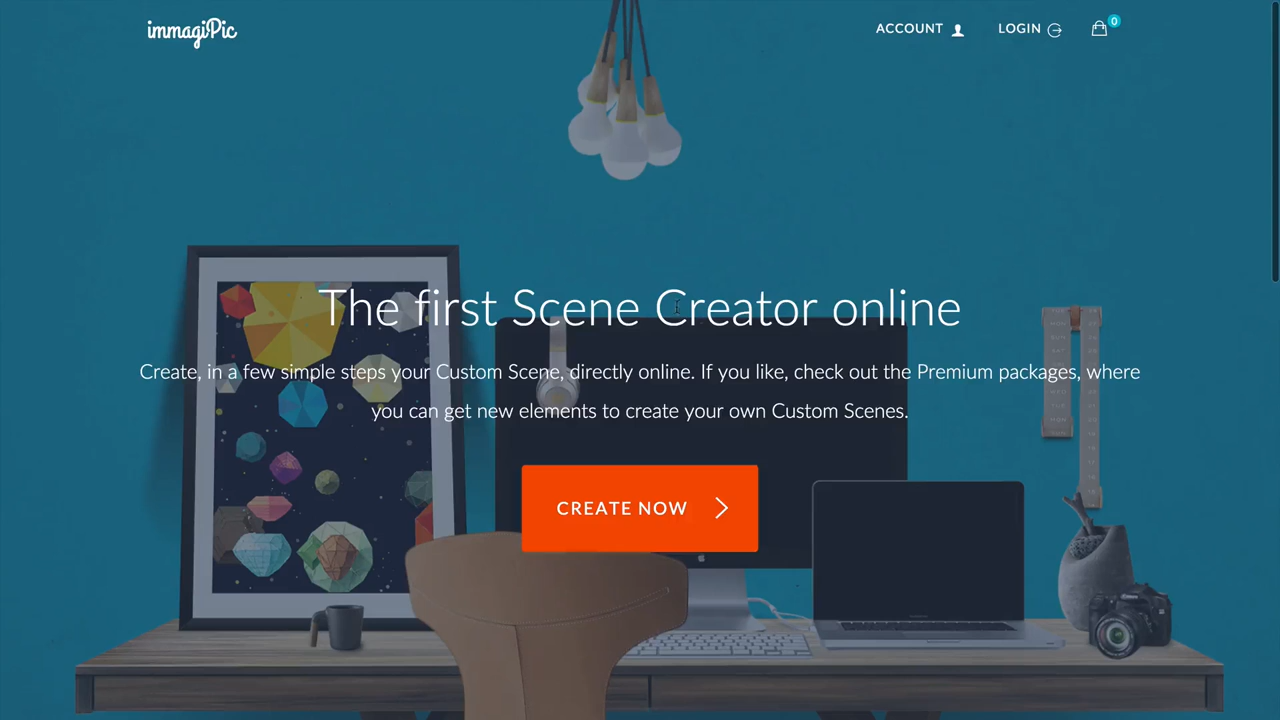 immagiPic
ACCOUNT
LOGIN
0
The first Scene Creator online
Create, in a few simple steps your Custom Scene, directly online. If you like, check out the Premium packages, where
you can get new elements to create your own Custom Scenes.
CREATE NOW